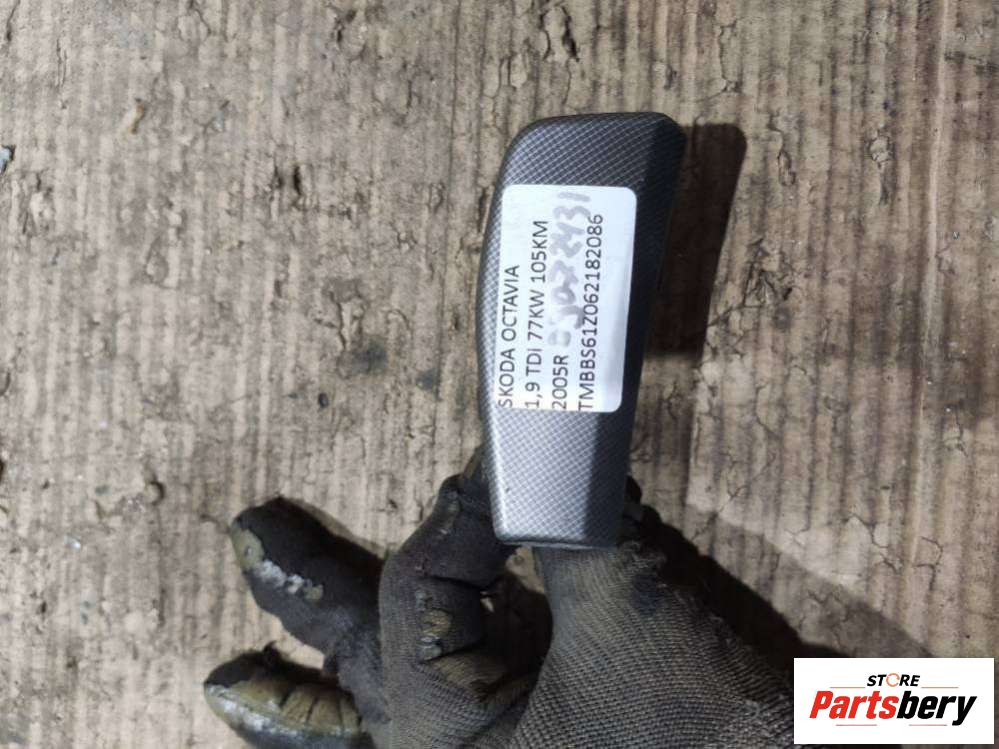 SKODA OCTAVIA
1,9 TDi 77KW 105KM
2005R
TMBBS61Z062182086
STORE
Partsbery